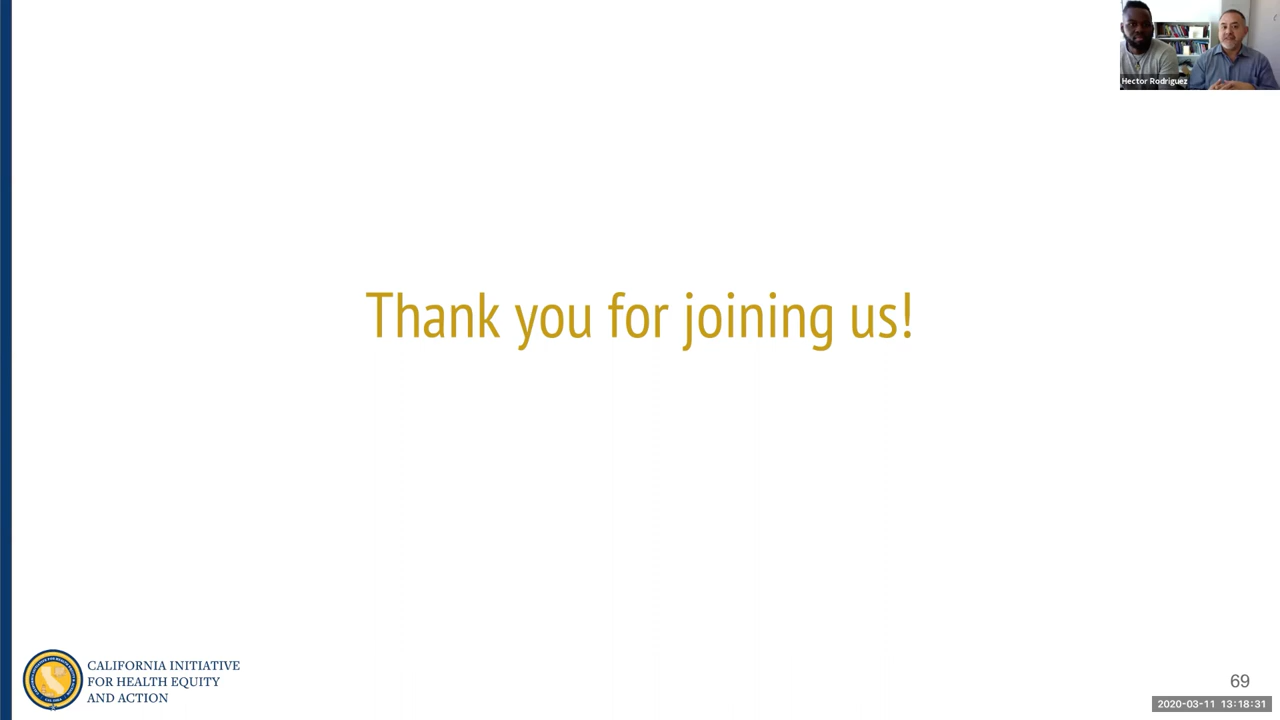 Hector Rodriguez
Thank you for joining us!
CALIFORNIA INITIATIVE
FOR HEALTH EQUITY
AND ACTION
69
2020-03-11 13:18:31